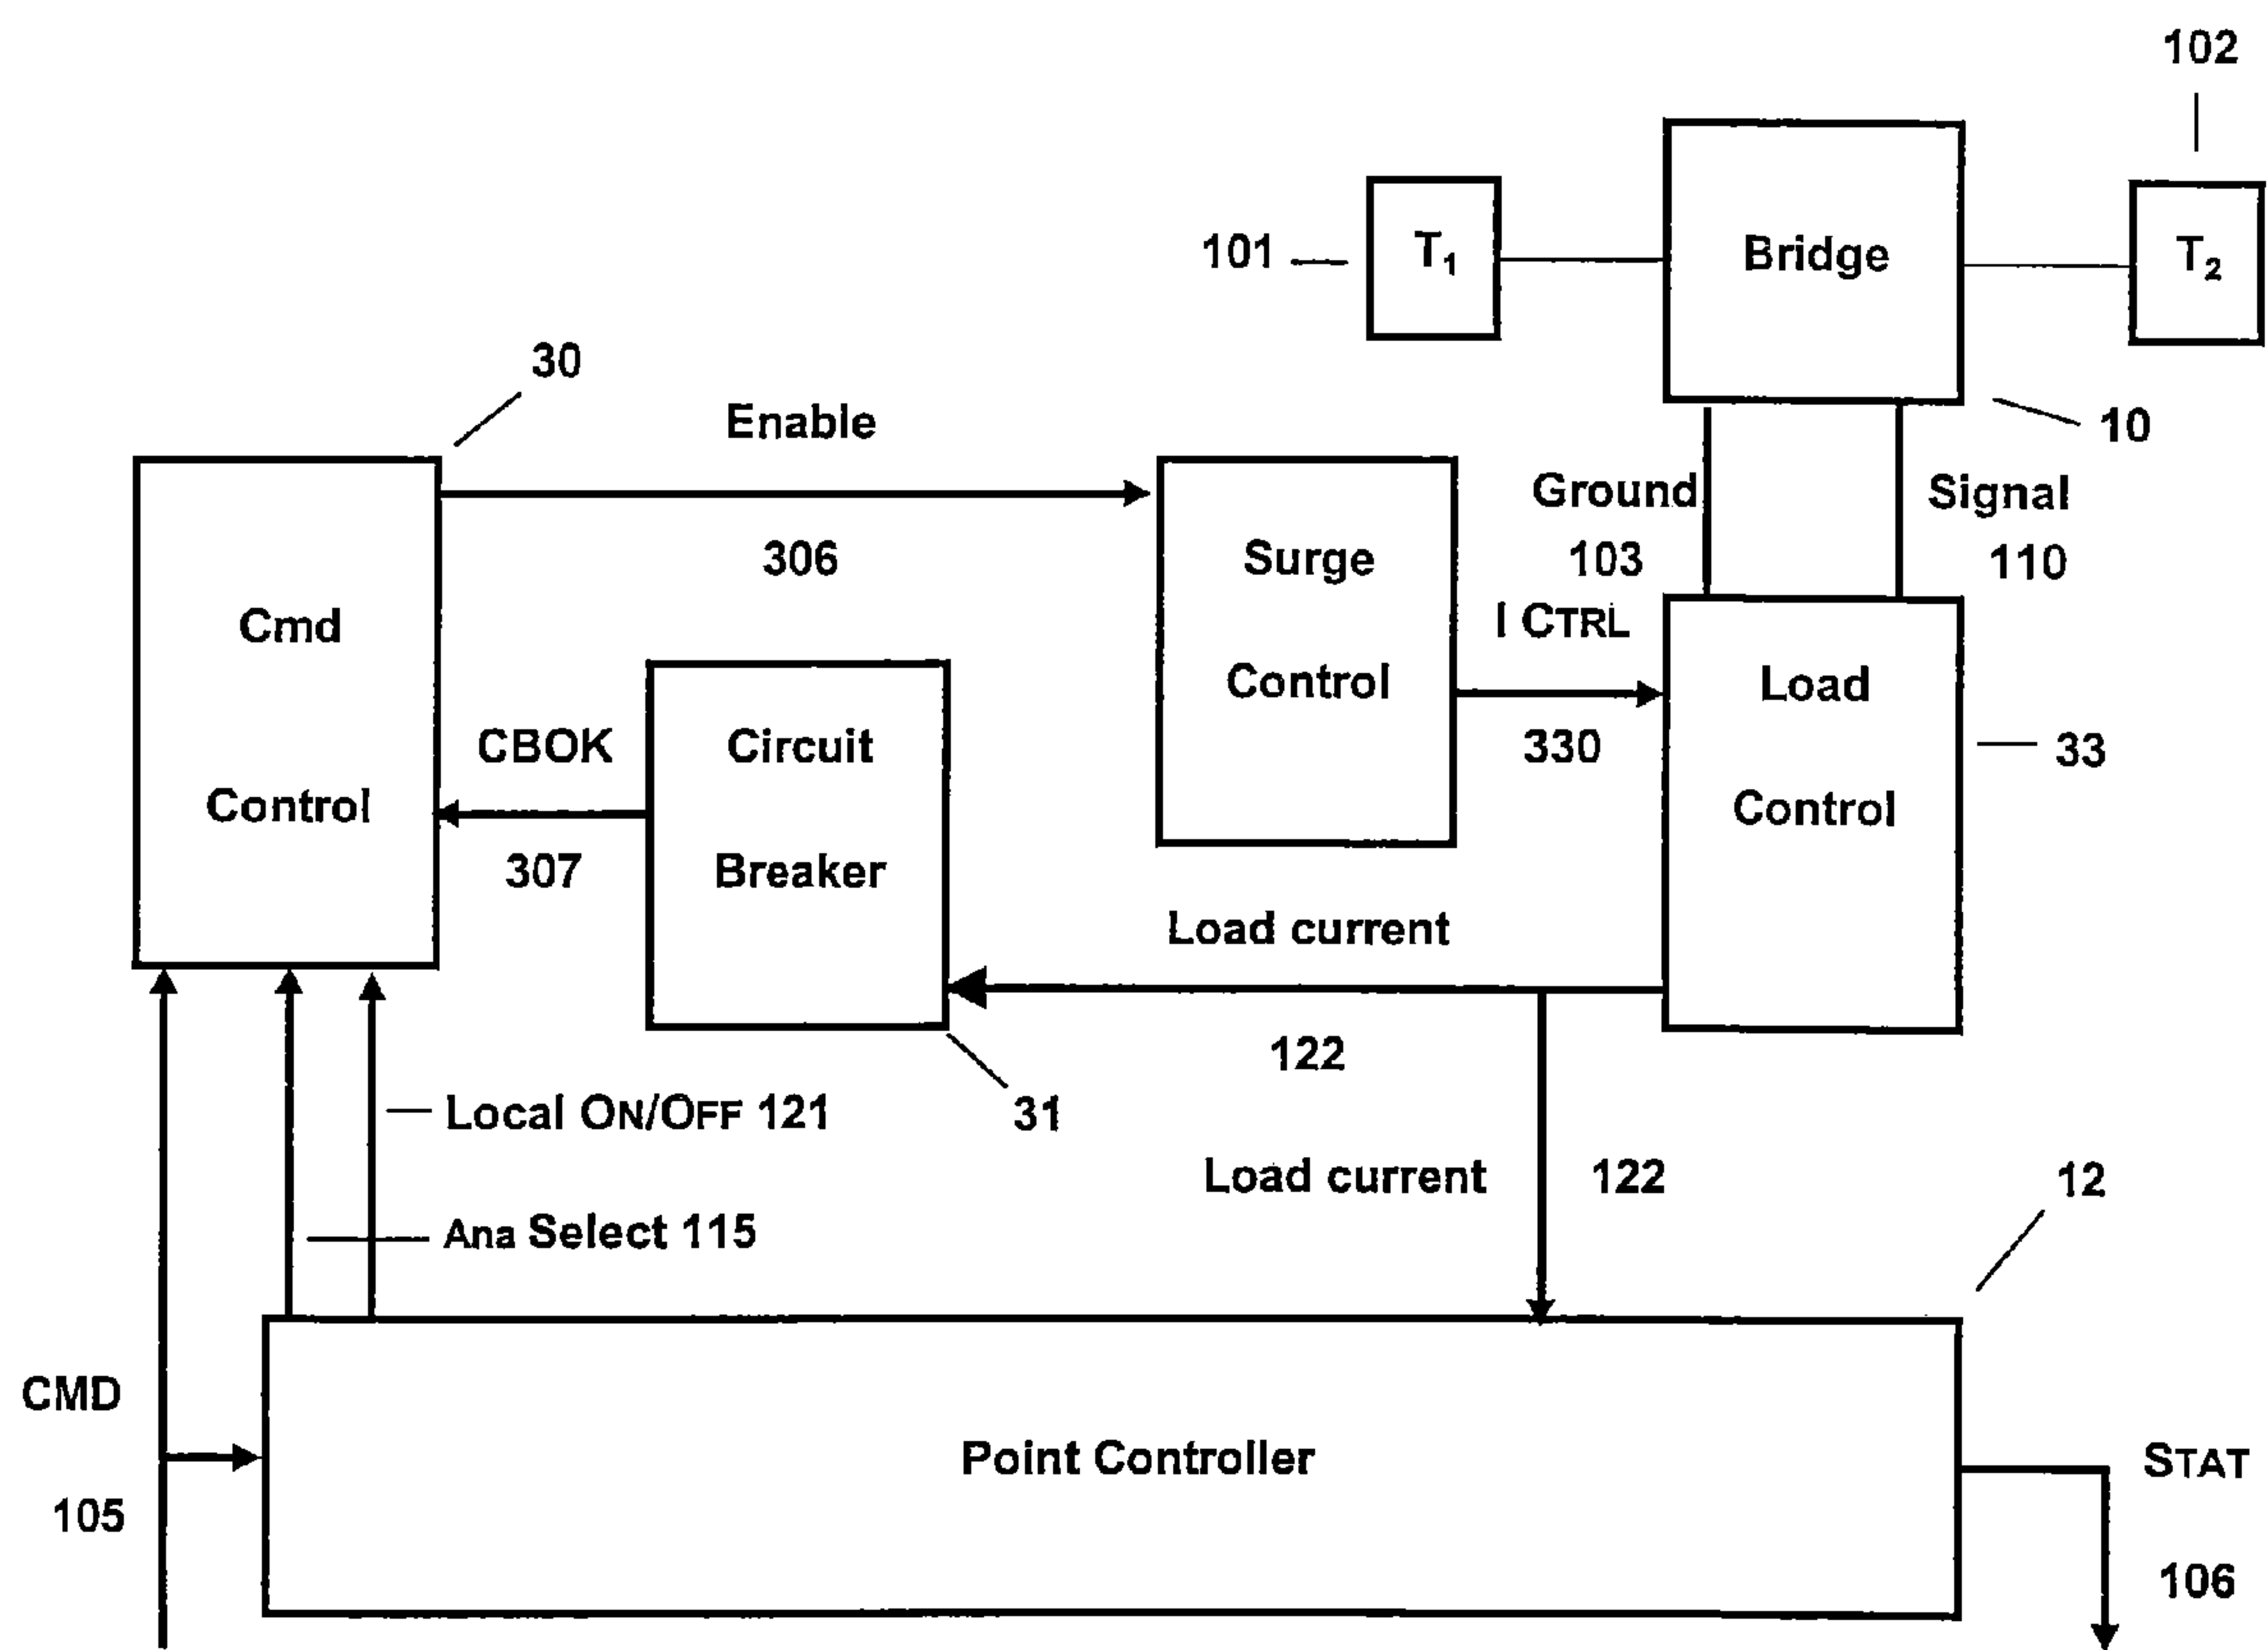 102
101
T1
Bridge
T2
30
Enable
10
Ground
Signal
306
Surge
103
110
Cmd
I CTRL
Control
Load
CBOK
Circuit
330
33
Control
Control
307
Breaker
Load current
122
Local ON/OFF 121
31
Load current
122
12
Ana Select 115
CMD
Point Controller
STAT
105
106